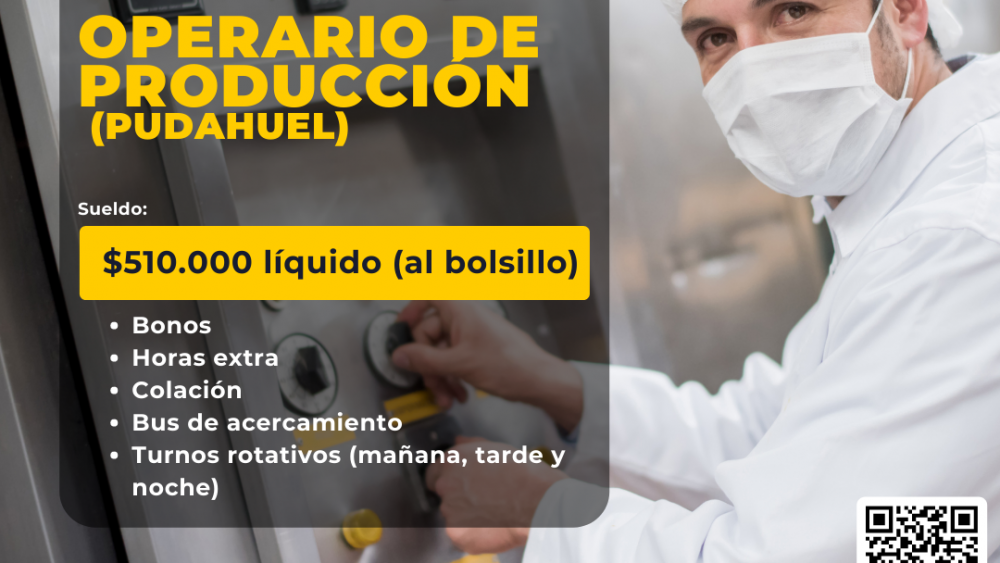 OPERARIO DE
PRODUCCIÓN
(PUDAHUEL)
Sueldo:
$510.000 líquido (al bolsillo)
• Bonos
• Horas extra
• Colación
• Bus de acercamiento
• Turnos rotativos (mañana, tarde y
noche)